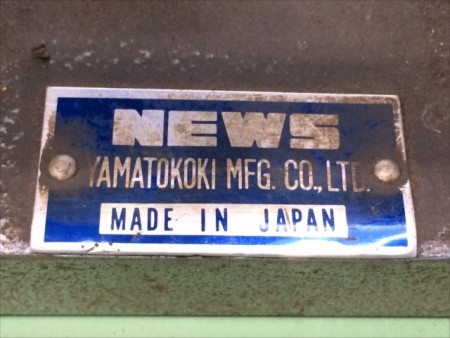 NEWS
YAMATOKOKI MFG. CO., LTD.
MADE IN JAPAN